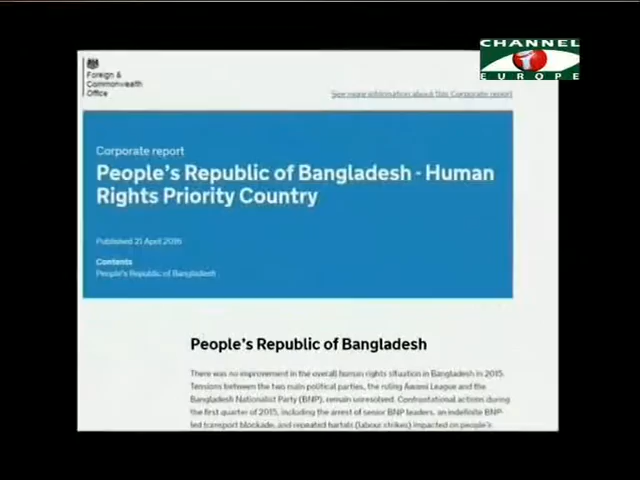 CHANNEL
i
EUROPE
Foreign &
Commonwealth
Office
See more information about this Corporate report
Corporate report
People's Republic of Bangladesh - Human
Rights Priority Country
Published 21 April 2016
Contents
People's Republic of Bangladesh
People's Republic of Bangladesh
There was no improvement in the overall human rights situation in Bangladesh in 2015.
Tensions between the two main political parties, the ruling Awami League and the
Bangladesh Nationalist Party (BNP), remain unresolved. Confrontational actions during
the first quarter of 2015, including the arrest of senior BNP leaders, an indefinite BNP-
led transport blockade, and repeated hartals (labour strikes) impacted on people's